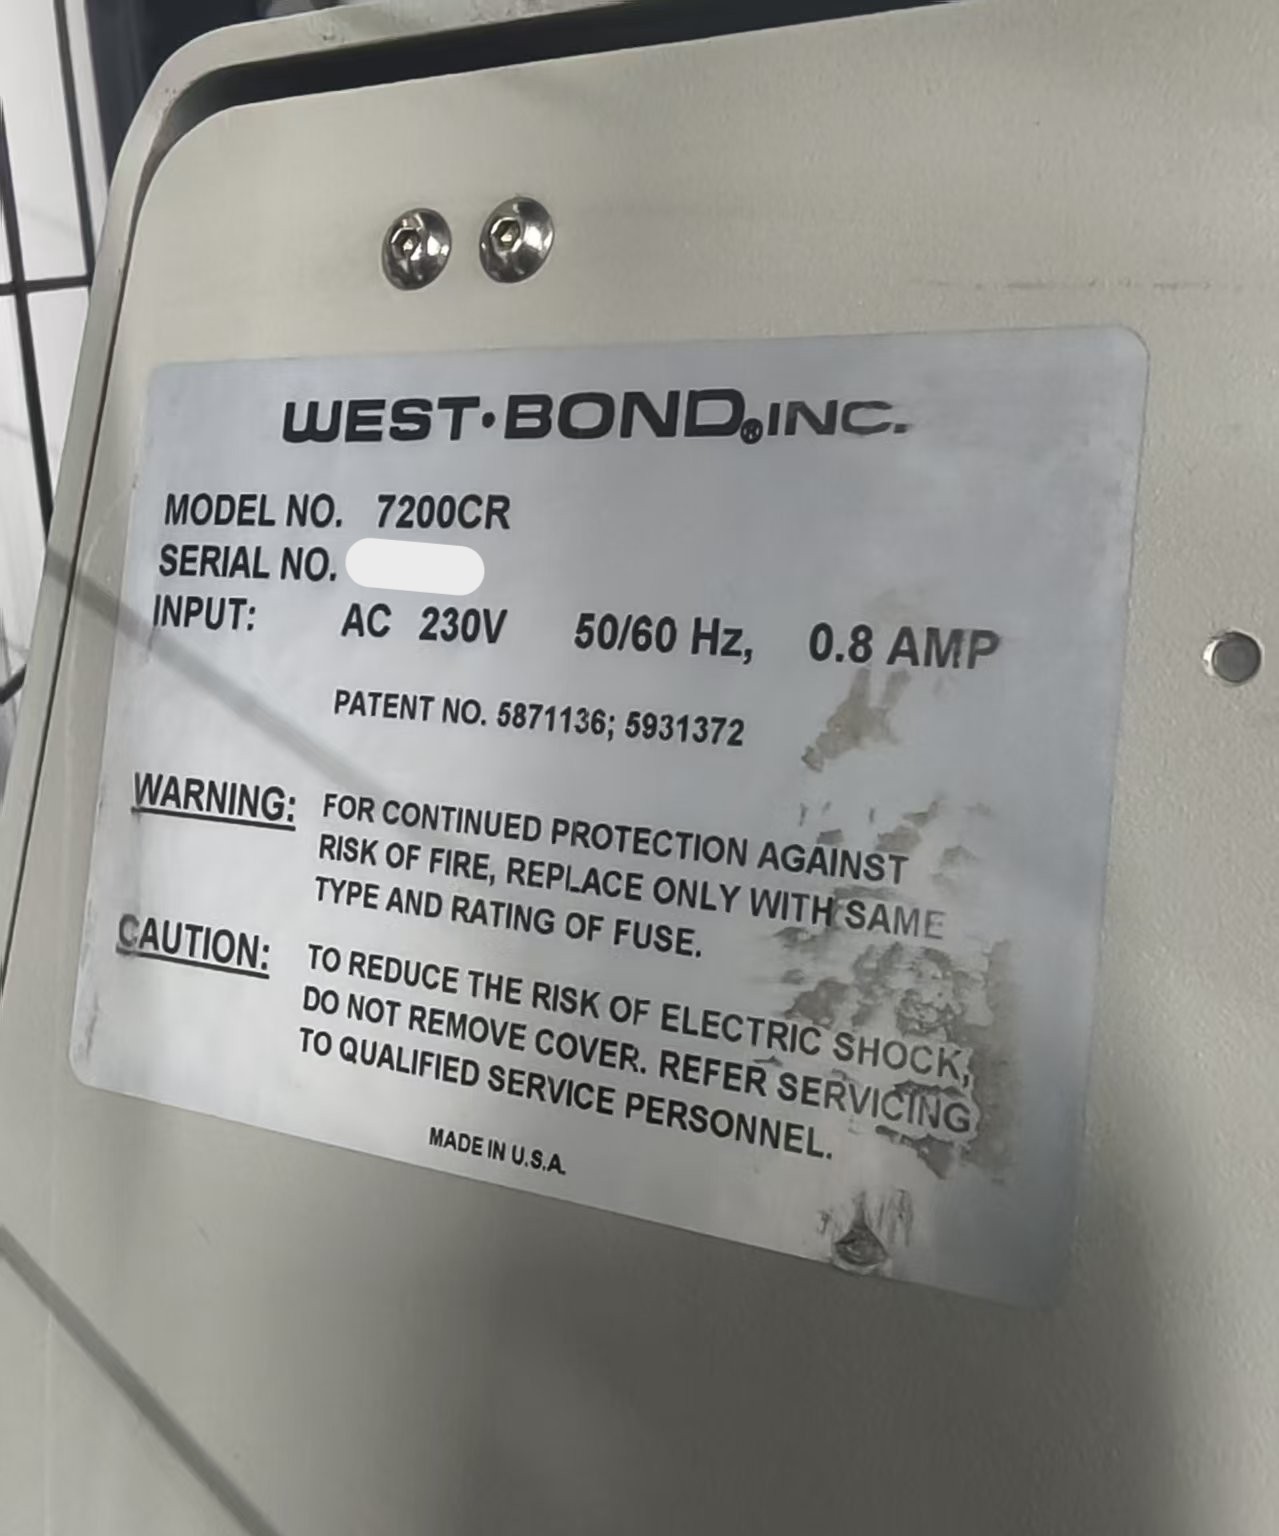 WEST·BOND® INC.
MODEL NO. 7200CR
SERIAL NO.
INPUT: AC 230V 50/60 Hz, 0.8 AMP
PATENT NO. 5871136; 5931372
WARNING: FOR CONTINUED PROTECTION AGAINST
RISK OF FIRE, REPLACE ONLY WITH SAME
TYPE AND RATING OF FUSE.
CAUTION: TO REDUCE THE RISK OF ELECTRIC SHOCK,
DO NOT REMOVE COVER. REFER SERVICING
TO QUALIFIED SERVICE PERSONNEL.
MADE IN U.S.A.